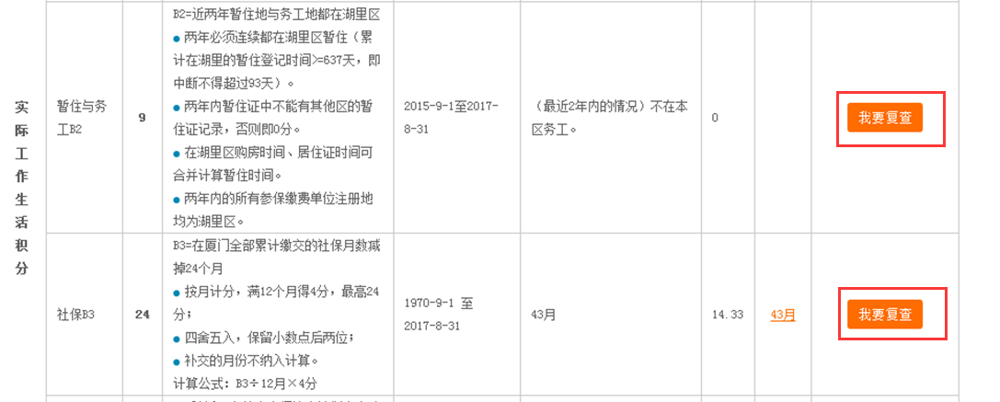 实
际
工
作
生
活
积
分
暂住与务
工B2
9
B2=近两年暂住地与务工地都在湖里区
● 两年必须连续都在湖里区暂住（累
计在湖里的暂住登记时间>=637天，即
中断不得超过93天）。
● 两年内暂住证中不能有其他区的暂
住证记录，否则即0分。
● 在湖里区购房时间、居住证时间可
合并计算暂住时间。
● 两年内的所有参保缴费单位注册地
均为湖里区。
2015-9-1至2017-
8-31
（最近2年内的情况）不在本
区务工。
0
我要复查
社保B3
24
B3=在厦门全部累计缴交的社保月数减
掉24个月
● 按月计分，满12个月得4分，最高24
分；
● 四舍五入，保留小数点后两位；
● 补交的月份不纳入计算。
计算公式：B3÷12月×4分
1970-9-1 至
2017-8-31
43月
14.33
43月
我要复查